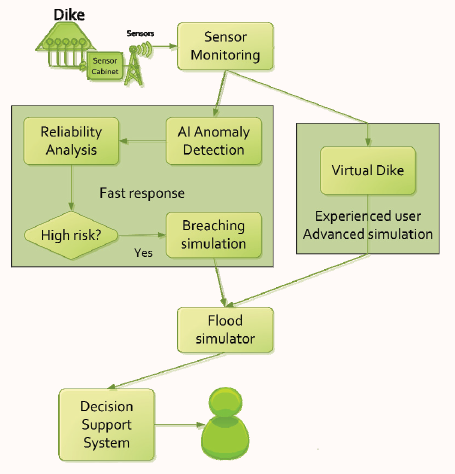 Dike
Sensors
Sensor
Cabinet
Sensor
Monitoring
Reliability
Analysis
AI Anomaly
Detection
Fast response
High risk?
Yes
Breaching
simulation
Virtual Dike
Experienced user
Advanced simulation
Flood
simulator
Decision
Support
System